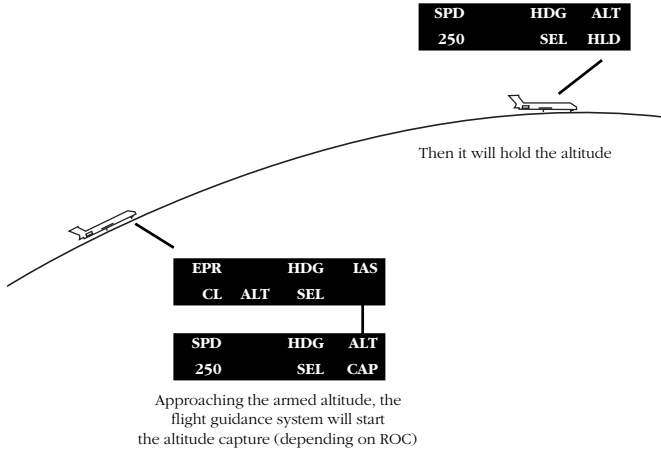 SPD HDG ALT
250 SEL HLD
Then it will hold the altitude
EPR HDG IAS
CL ALT SEL
SPD HDG ALT
250 SEL CAP
Approaching the armed altitude, the
flight guidance system will start
the altitude capture (depending on ROC)